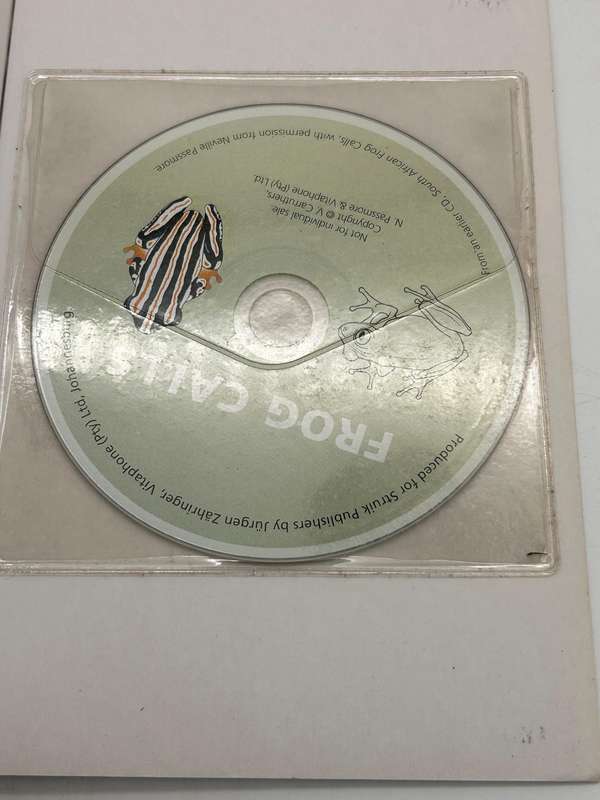 FROG CALLS
Not for individual sale.
Copyright © V. Carruthers,
N. Passmore & Vitaphone (Pty) Ltd.
From an earlier CD, South African Frog Calls, with permission from Neville Passmore.
Produced for Struik Publishers by Jürgen Zähringer, Vitaphone (Pty) Ltd, Johannesburg